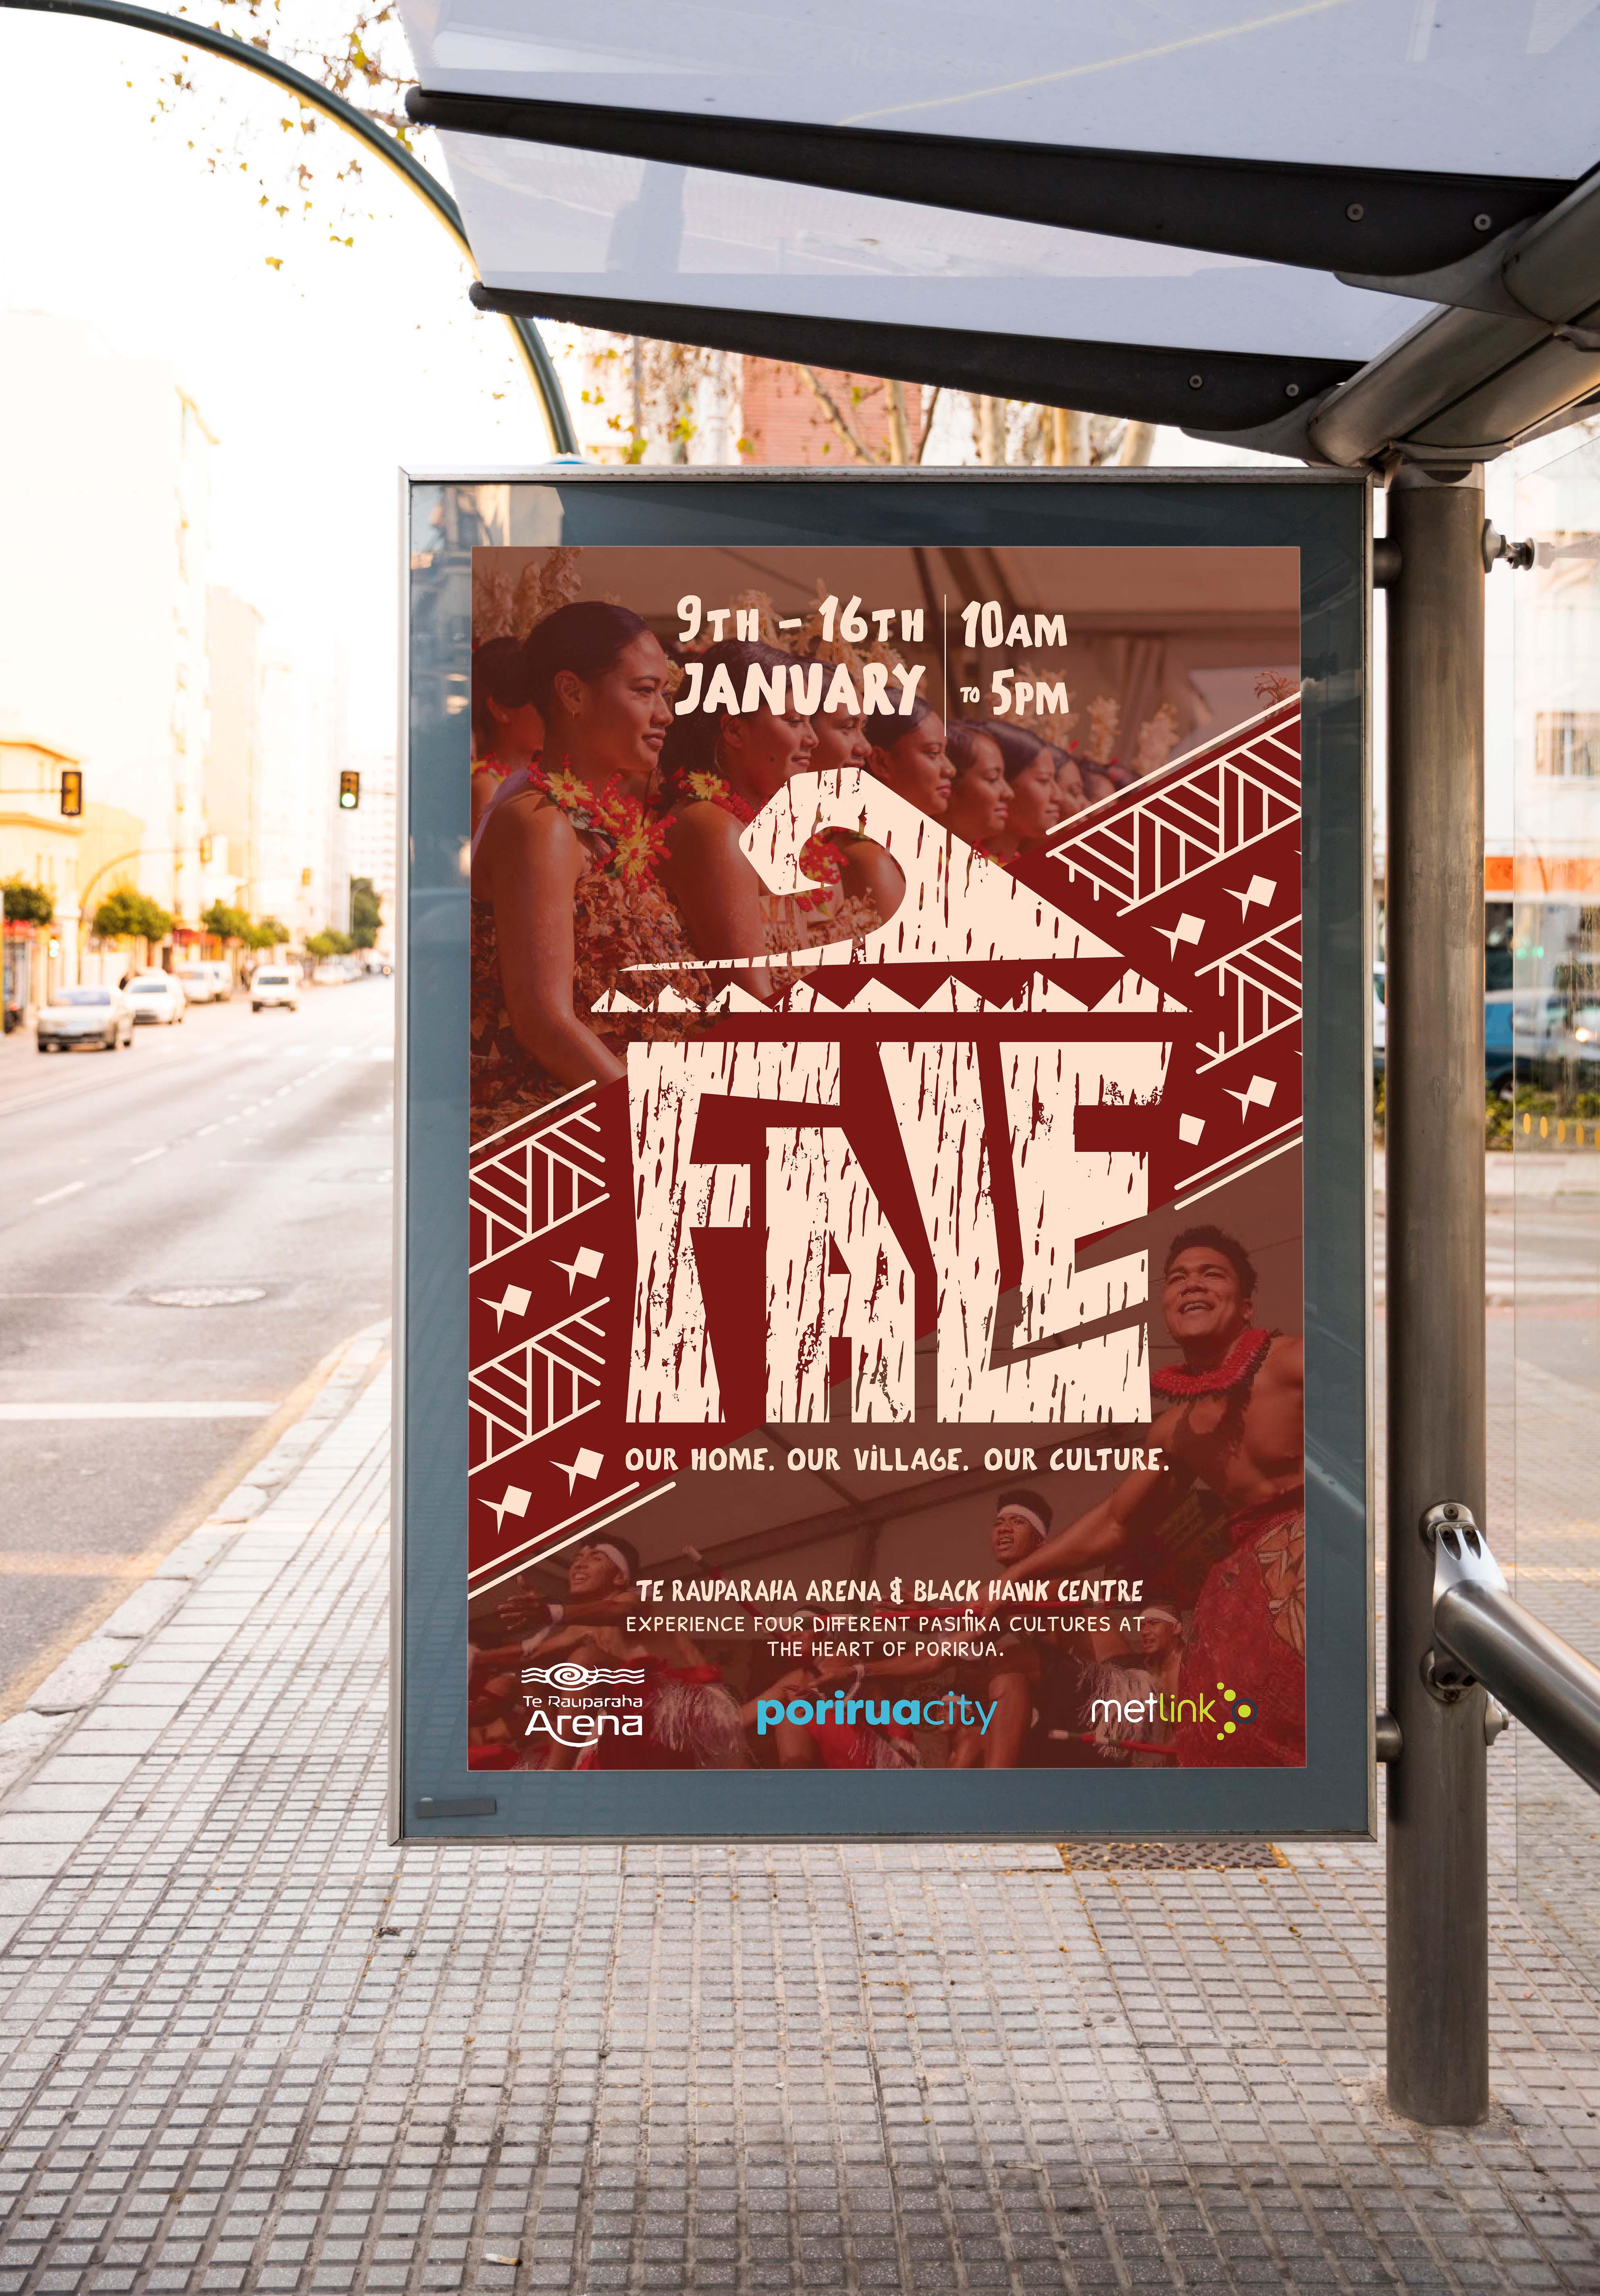 9TH - 16TH
JANUARY
10AM
TO 5PM
FALE
OUR HOME. OUR VILLAGE. OUR CULTURE.
TE RAUPARAHA ARENA & BLACK HAWK CENTRE
EXPERIENCE FOUR DIFFERENT PASIFIKA CULTURES AT
THE HEART OF PORIRUA.
Te Rauparaha
Arena
poriruacity
metlink